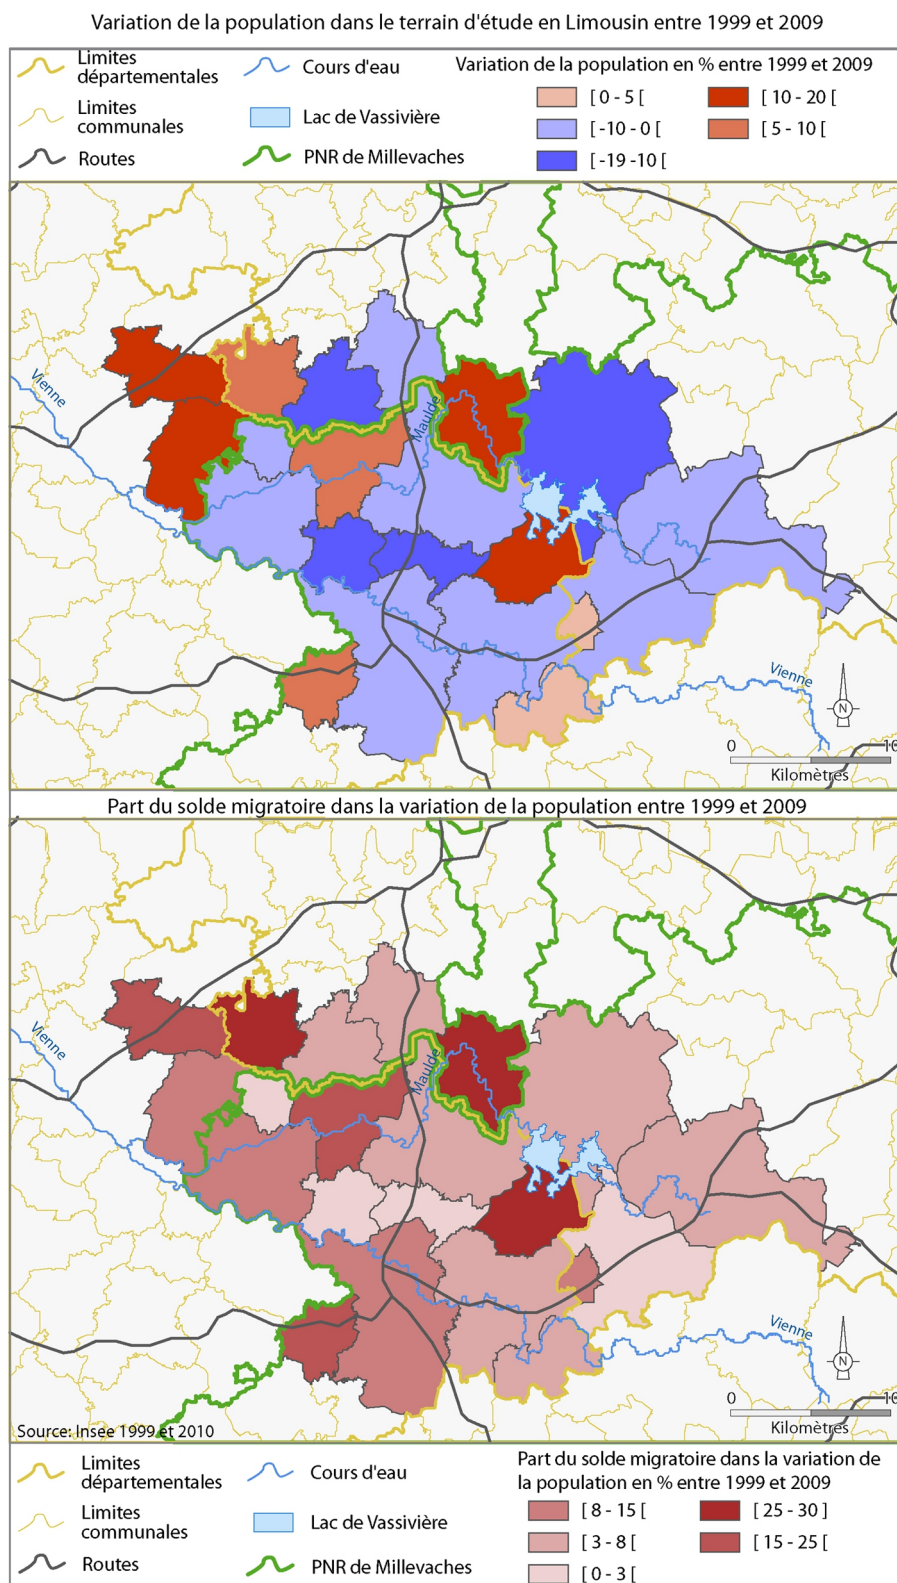 Variation de la population dans le terrain d'étude en Limousin entre 1999 et 2009
Limites
départementales
Cours d'eau
Variation de la population en % entre 1999 et 2009
Limites
communales
Lac de Vassivière
[ 0 - 5 [
[ 10 - 20 [
[ -10 - 0 [
[ 5 - 10 [
Routes
PNR de Millevaches
[ -19 -10 [
Vienne
Maulde
Vienne
N
0
10
Kilomètres
Part du solde migratoire dans la variation de la population entre 1999 et 2009
Vienne
Maulde
Vienne
N
0
10
Kilomètres
Source: Insee 1999 et 2010
Limites
départementales
Cours d'eau
Part du solde migratoire dans la variation de
la population en % entre 1999 et 2009
Limites
communales
Lac de Vassivière
[ 8 - 15 [
[ 25 - 30 [
[ 3 - 8 [
[ 15 - 25 [
Routes
PNR de Millevaches
[ 0 - 3 [